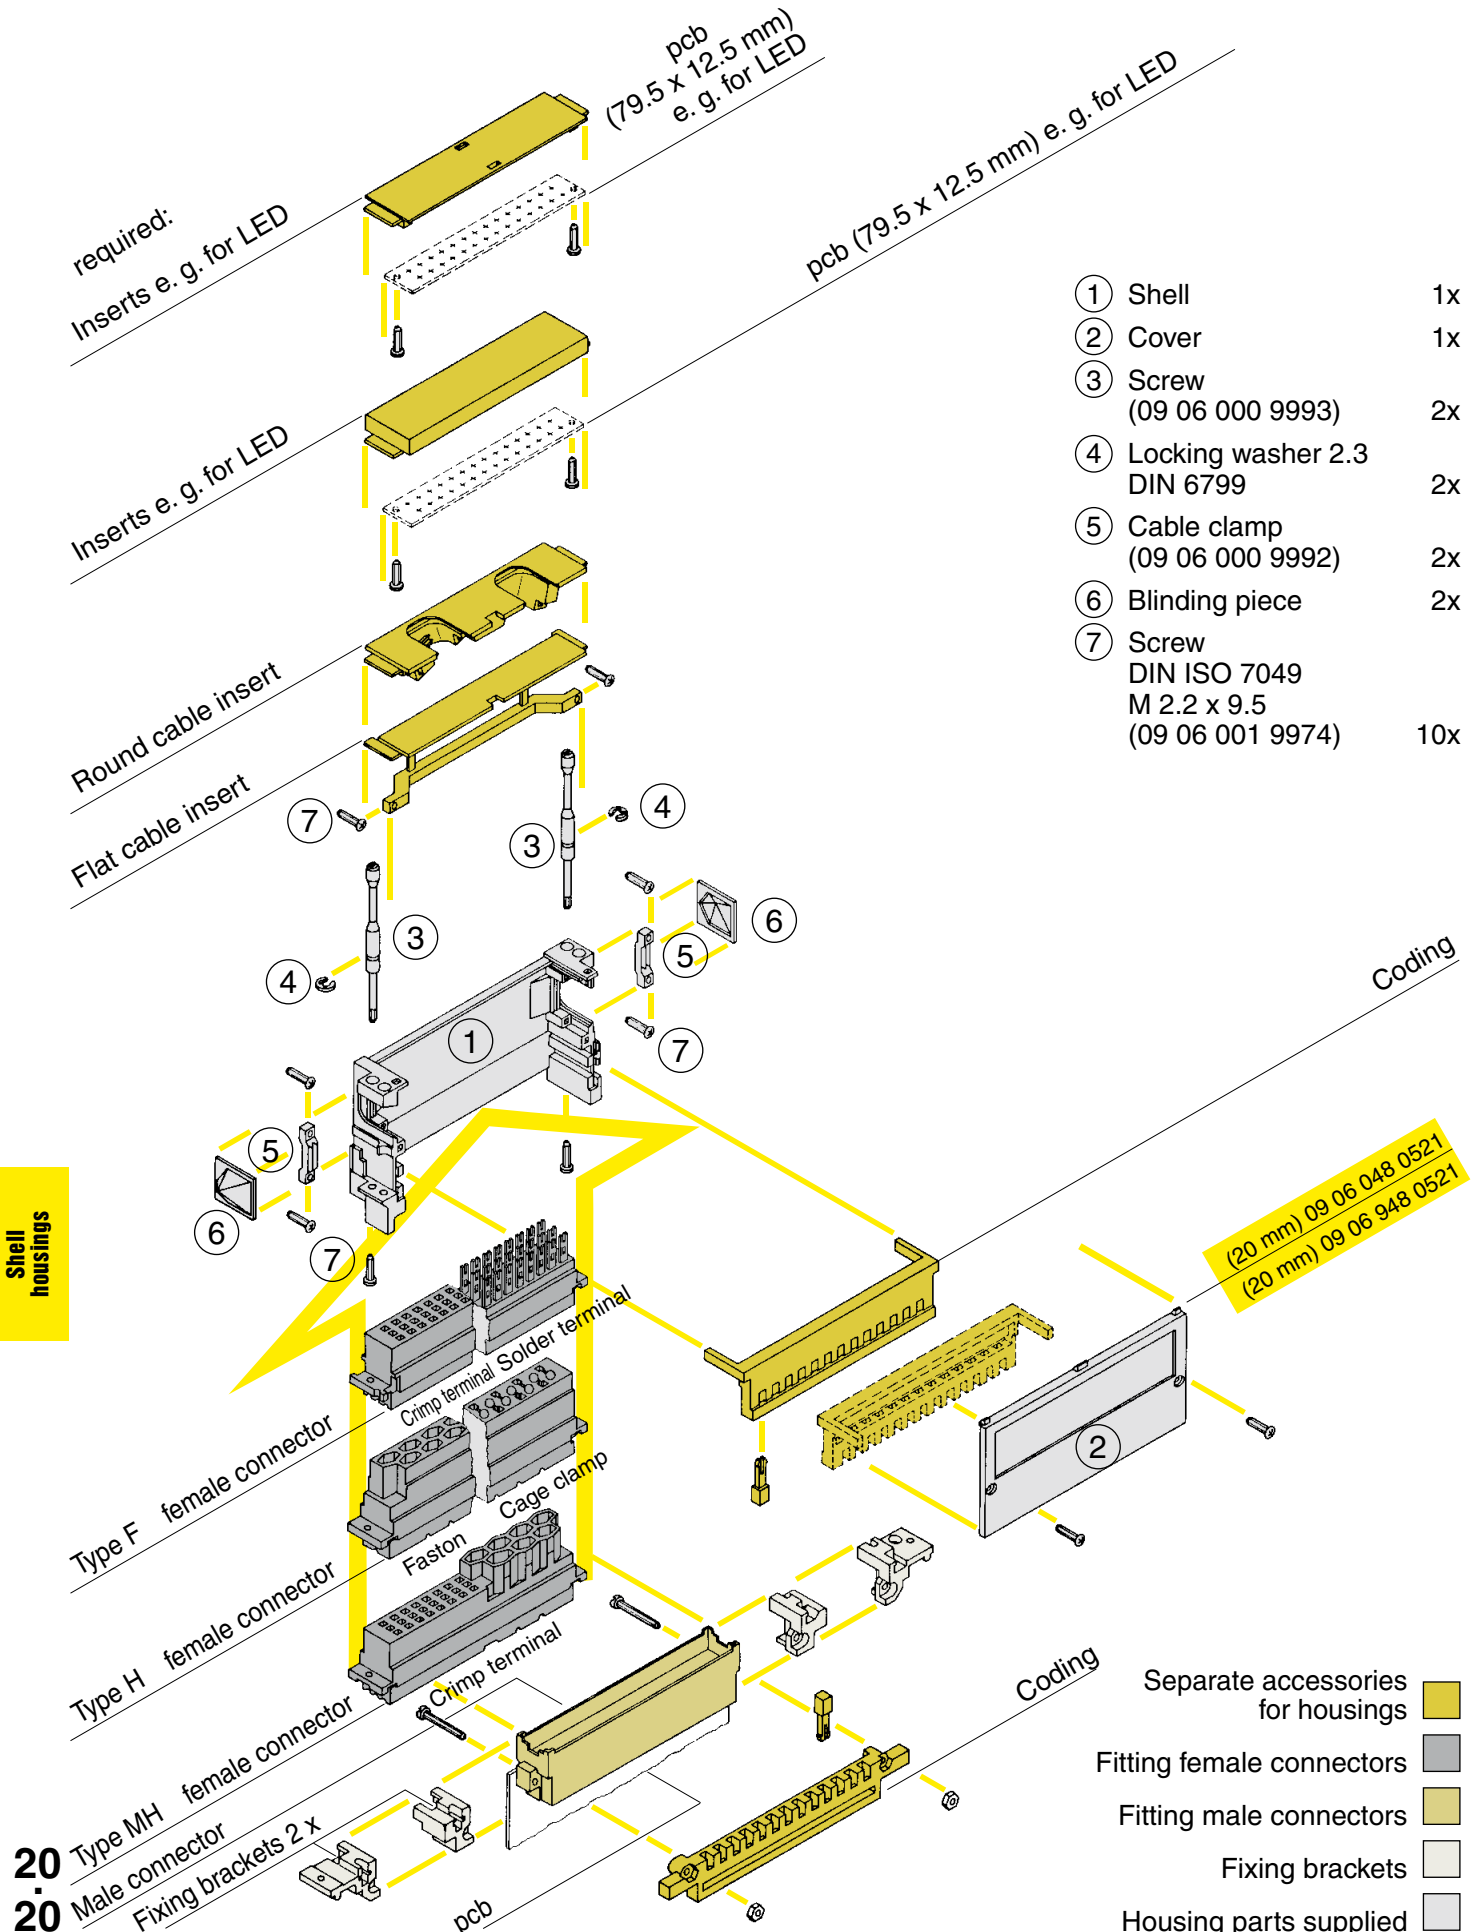 pcb
(79.5 x 12.5 mm)
e. g. for LED
pcb (79.5 x 12.5 mm) e. g. for LED
required:
Inserts e. g. for LED
Inserts e. g. for LED
Round cable insert
Flat cable insert
1 Shell 1x
2 Cover 1x
3 Screw
(09 06 000 9993) 2x
4 Locking washer 2.3
DIN 6799 2x
5 Cable clamp
(09 06 000 9992) 2x
6 Blinding piece 2x
7 Screw
DIN ISO 7049
M 2.2 x 9.5
(09 06 001 9974) 10x
7
4
3
3
6
5
4
1
7
5
6
7
Coding
(20 mm) 09 06 048 0521
(20 mm) 09 06 948 0521
2
Shell
housings
Crimp terminal
Solder terminal
Type F female connector
Faston
Cage clamp
Type H female connector
Crimp terminal
Type MH female connector
Male connector
Fixing brackets 2 x
pcb
Coding
Separate accessories
for housings
Fitting female connectors
Fitting male connectors
Fixing brackets
Housing parts supplied
20
.
20